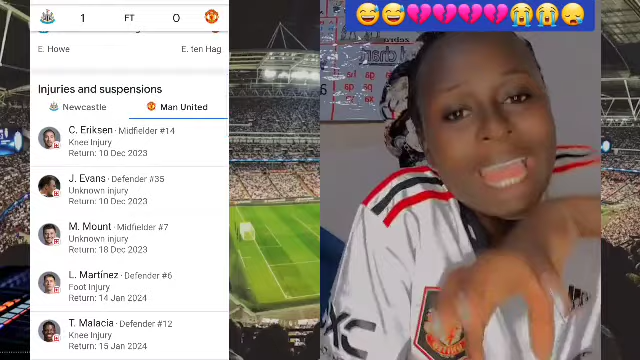 1 FT 0
E. Howe E. ten Hag
Injuries and suspensions
Newcastle Man United
C. Eriksen · Midfielder #14
Knee Injury
Return: 10 Dec 2023
J. Evans · Defender #35
Unknown injury
Return: 10 Dec 2023
M. Mount · Midfielder #7
Unknown injury
Return: 18 Dec 2023
L. Martínez · Defender #6
Foot Injury
Return: 14 Jan 2024
T. Malacia · Defender #12
Knee Injury
Return: 15 Jan 2024
😅😅💔💔💔💔😭😭😪